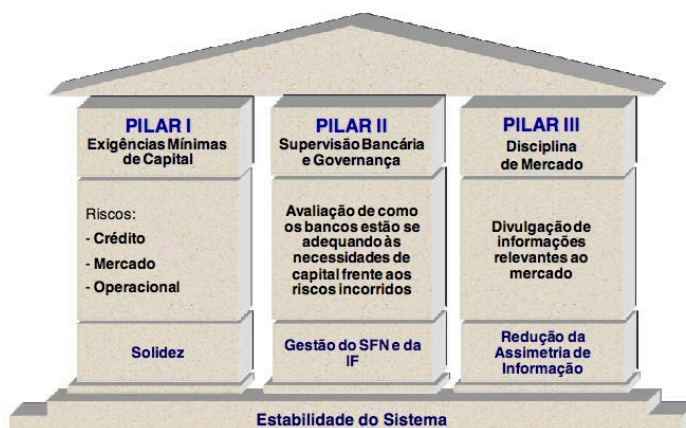 PILAR I
Exigências Mínimas
de Capital
Riscos:
- Crédito
- Mercado
- Operacional
Solidez
PILAR II
Supervisão Bancária
e Governança
Avaliação de como
os bancos estão se
adequando às
necessidades de
capital frente aos
riscos incorridos
Gestão do SFN e da
IF
PILAR III
Disciplina
de Mercado
Divulgação de
informações
relevantes ao
mercado
Redução da
Assimetria de
Informação
Estabilidade do Sistema